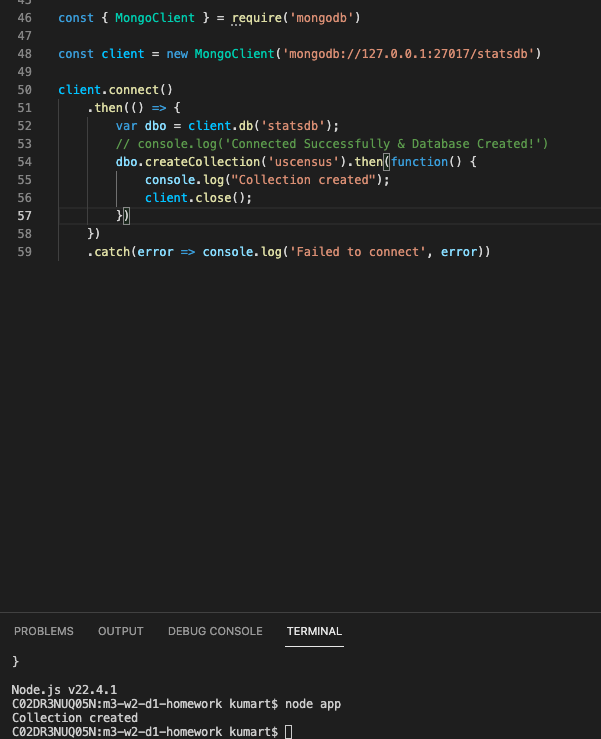 46 const { MongoClient } = require('mongodb')
47
48 const client = new MongoClient('mongodb://127.0.0.1:27017/statsdb')
49
50 client.connect()
51     .then(() => {
52         var dbo = client.db('statsdb');
53         // console.log('Connected Successfully & Database Created!')
54         dbo.createCollection('uscensus').then(function() {
55             console.log("Collection created");
56             client.close();
57         })
58     })
59     .catch(error => console.log('Failed to connect', error))
PROBLEMS OUTPUT DEBUG CONSOLE TERMINAL
}
Node.js v22.4.1
C02DR3NUQ05N:m3-w2-d1-homework kumart$ node app
Collection created
C02DR3NUQ05N:m3-w2-d1-homework kumart$